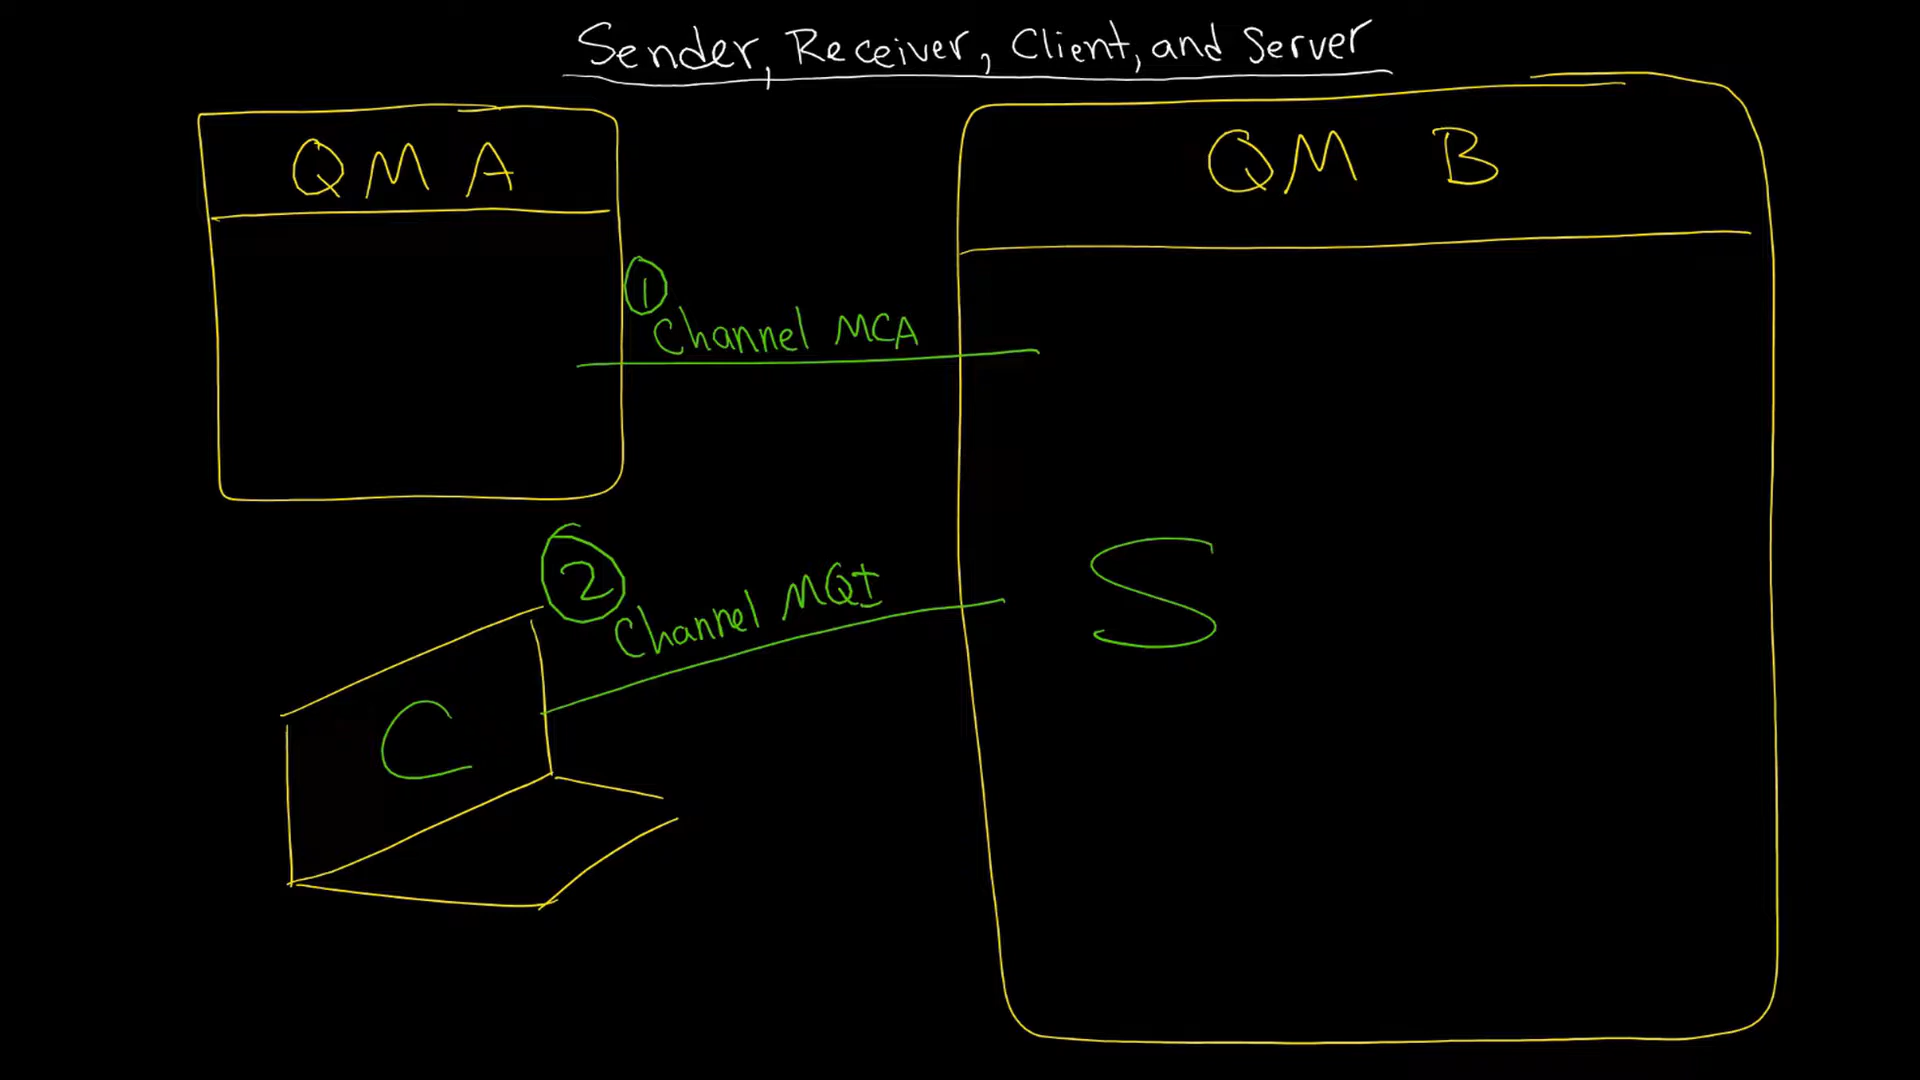 Sender, Receiver, Client, and Server
QM A
QM B
1
Channel MCA
2
Channel MQI
S
C